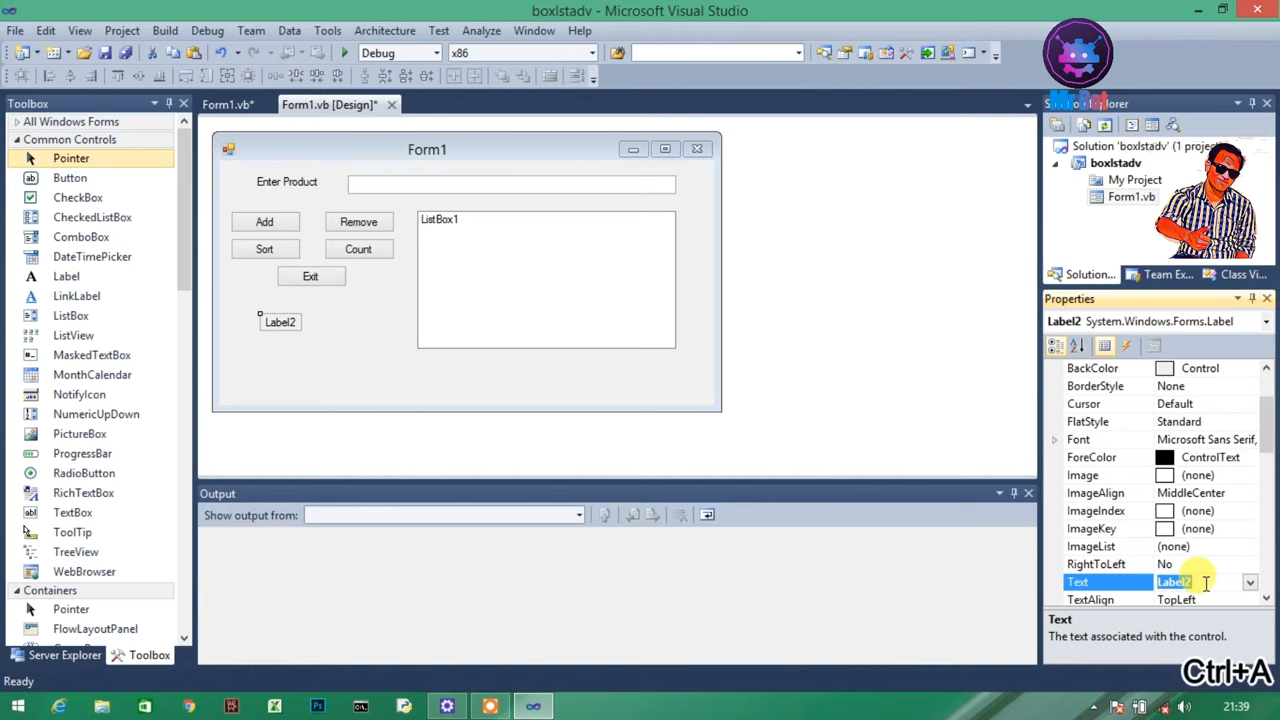 boxlstadv - Microsoft Visual Studio
File Edit View Project Build Debug Team Data Tools Architecture Test Analyze Window Help
Debug x86
Toolbox
Form1.vb* Form1.vb [Design]*
Explorer
All Windows Forms
Common Controls
Pointer
Button
CheckBox
CheckedListBox
ComboBox
DateTimePicker
Label
LinkLabel
ListBox
ListView
MaskedTextBox
MonthCalendar
NotifyIcon
NumericUpDown
PictureBox
ProgressBar
RadioButton
RichTextBox
TextBox
ToolTip
TreeView
WebBrowser
Containers
Pointer
FlowLayoutPanel
Server Explorer Toolbox
Form1
Enter Product
Add Remove
Sort Count
Exit
Label2
ListBox1
Output
Show output from:
Solution 'boxlstadv' (1 proje
boxlstadv
My Project
Form1.vb
Solution... Team Ex... Class Vi...
Properties
Label2 System.Windows.Forms.Label
BackColor Control
BorderStyle None
Cursor Default
FlatStyle Standard
Font Microsoft Sans Serif,
ForeColor ControlText
Image (none)
ImageAlign MiddleCenter
ImageIndex (none)
ImageKey (none)
ImageList (none)
RightToLeft No
Text Label2
TextAlign TopLeft
Text
The text associated with the control.
Ctrl+A
Ready
21:39